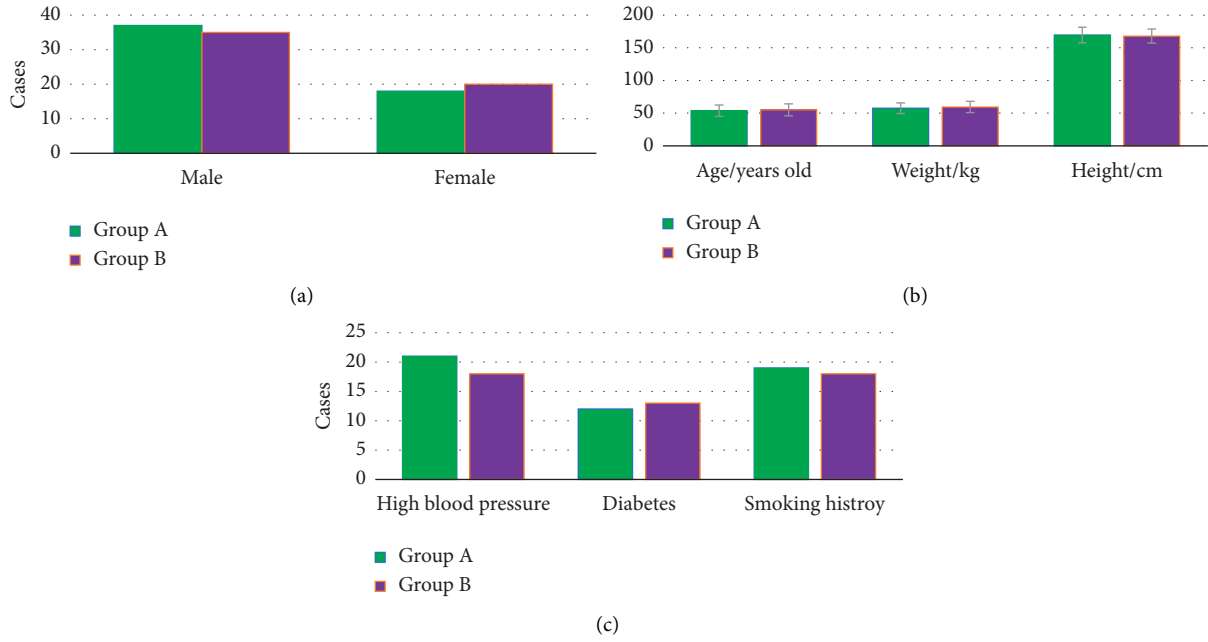 40
30
20
10
0
Cases
Male
Female
Group A
Group B
(a)
200
150
100
50
0
Age/years old
Weight/kg
Height/cm
Group A
Group B
(b)
25
20
15
10
5
0
Cases
High blood pressure
Diabetes
Smoking histroy
Group A
Group B
(c)